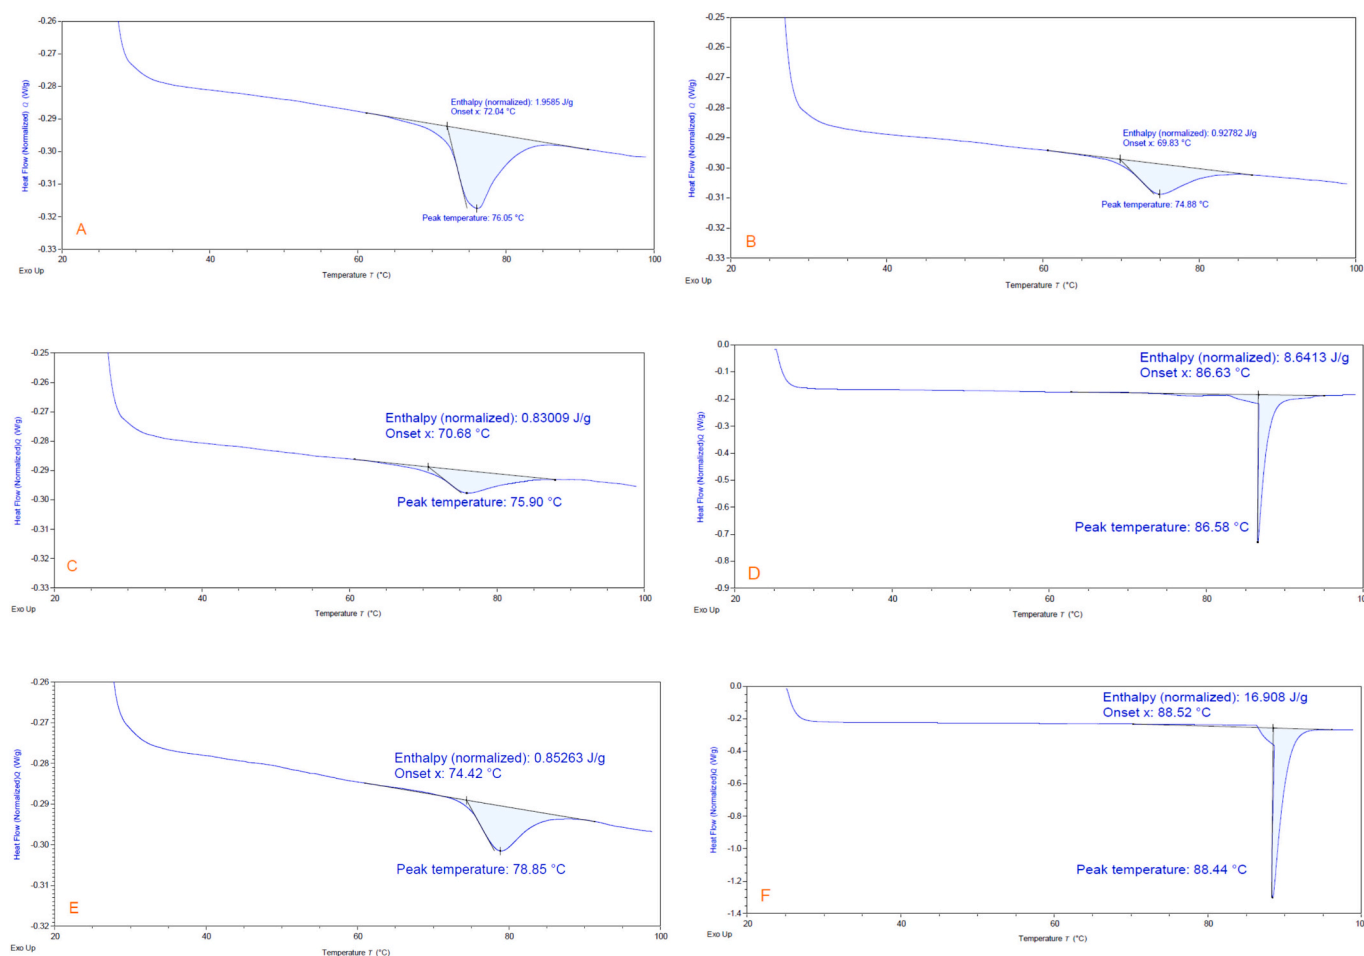 -0.26
-0.27
-0.28
-0.29
-0.30
-0.31
-0.32
-0.33
Heat Flow (Normalized) Q (W/g)
Enthalpy (normalized): 1.9585 J/g
Onset x: 72.04 °C
Peak temperature: 76.05 °C
A
20 40 60 80 100
Exo Up
Temperature T (°C)
-0.25
-0.26
-0.27
-0.28
-0.29
-0.30
-0.31
-0.32
-0.33
Heat Flow (Normalized) Q (W/g)
Enthalpy (normalized): 0.92782 J/g
Onset x: 69.83 °C
Peak temperature: 74.88 °C
B
20 40 60 80 100
Exo Up
Temperature T (°C)
-0.25
-0.26
-0.27
-0.28
-0.29
-0.30
-0.31
-0.32
-0.33
Heat Flow (Normalized)Q (W/g)
Enthalpy (normalized): 0.83009 J/g
Onset x: 70.68 °C
Peak temperature: 75.90 °C
C
20 40 60 80 100
Exo Up
Temperature T (°C)
0.0
-0.1
-0.2
-0.3
-0.4
-0.5
-0.6
-0.7
-0.8
-0.9
Heat Flow (Normalized)Q (W/g)
Enthalpy (normalized): 8.6413 J/g
Onset x: 86.63 °C
Peak temperature: 86.58 °C
D
20 40 60 80
Exo Up
Temperature T (°C)
-0.26
-0.27
-0.28
-0.29
-0.30
-0.31
-0.32
Heat Flow (Normalized)Q (W/g)
Enthalpy (normalized): 0.85263 J/g
Onset x: 74.42 °C
Peak temperature: 78.85 °C
E
20 40 60 80 100
Exo Up
Temperature T (°C)
0.0
-0.2
-0.4
-0.6
-0.8
-1.0
-1.2
-1.4
Heat Flow (Normalized)Q (W/g)
Enthalpy (normalized): 16.908 J/g
Onset x: 88.52 °C
Peak temperature: 88.44 °C
F
20 40 60 80
Exo Up
Temperature T (°C)